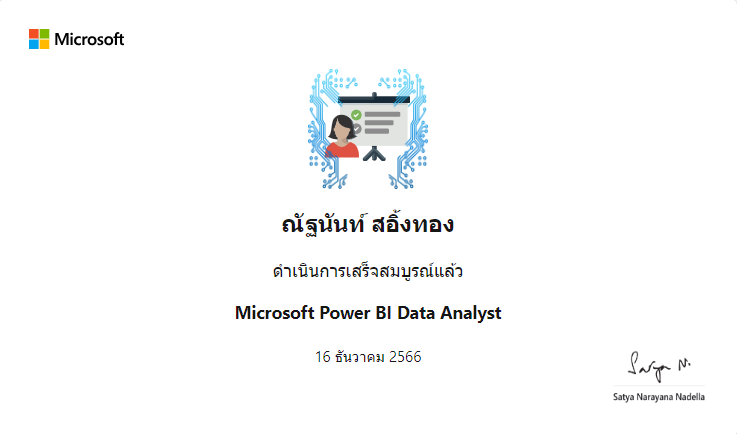 Microsoft
ณัฐนันท์ สอิ้งทอง
ดำเนินการเสร็จสมบูรณ์แล้ว
Microsoft Power BI Data Analyst
16 ธันวาคม 2566
Satya N.
Satya Narayana Nadella